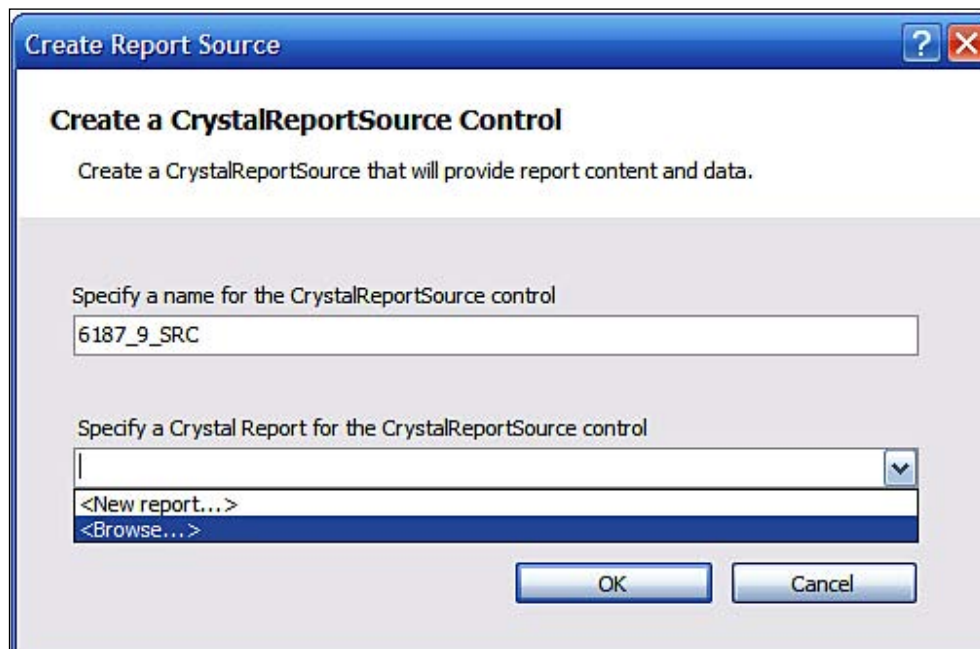 Create Report Source
Create a CrystalReportSource Control
Create a CrystalReportSource that will provide report content and data.
Specify a name for the CrystalReportSource control
6187_9_SRC
Specify a Crystal Report for the CrystalReportSource control
<New report...>
<Browse...>
OK Cancel